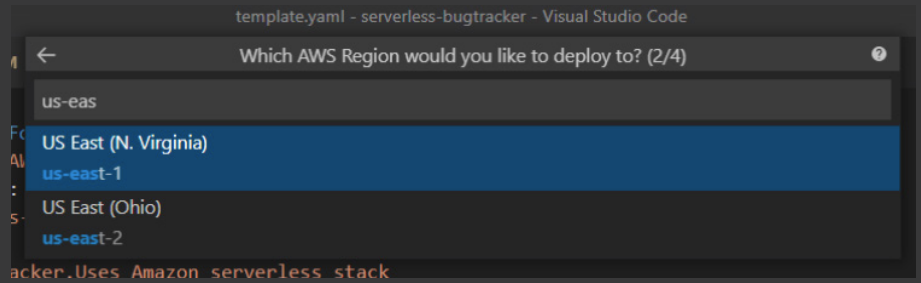 template.yaml - serverless-bugtracker - Visual Studio Code
Which AWS Region would you like to deploy to? (2/4)
us-eas
US East (N. Virginia)
us-east-1
US East (Ohio)
us-east-2
acker.Uses Amazon serverless stack